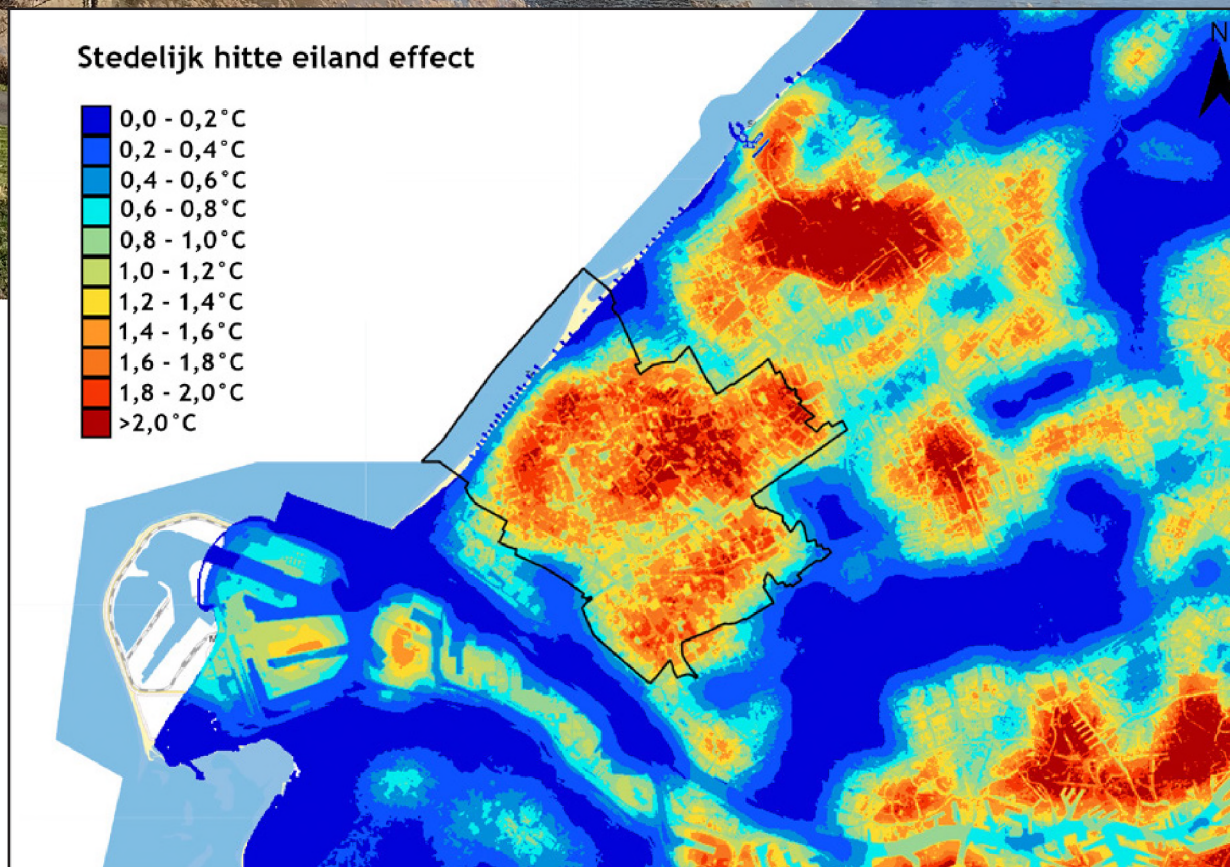 Stedelijk hitte eiland effect
N
0,0 - 0,2°C
0,2 - 0,4°C
0,4 - 0,6°C
0,6 - 0,8°C
0,8 - 1,0°C
1,0 - 1,2°C
1,2 - 1,4°C
1,4 - 1,6°C
1,6 - 1,8°C
1,8 - 2,0°C
>2,0°C
M